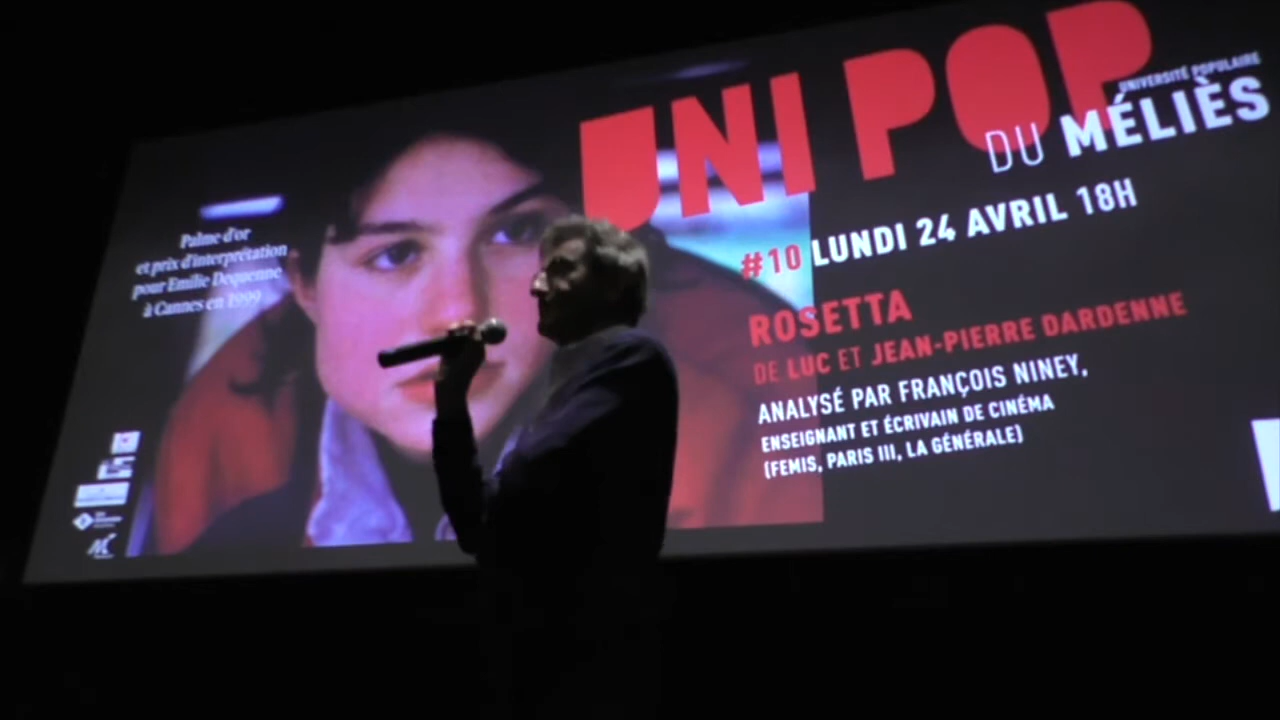 Palme d'or
et prix d'interprétation
pour Emilie Dequenne
à Cannes en 1999
UNI POP
UNIVERSITÉ POPULAIRE
DU MÉLIÈS
#10 LUNDI 24 AVRIL 18H
ROSETTA
DE LUC ET JEAN-PIERRE DARDENNE
ANALYSÉ PAR FRANÇOIS NINEY,
ENSEIGNANT ET ÉCRIVAIN DE CINÉMA
(FEMIS, PARIS III, LA GÉNÉRALE)